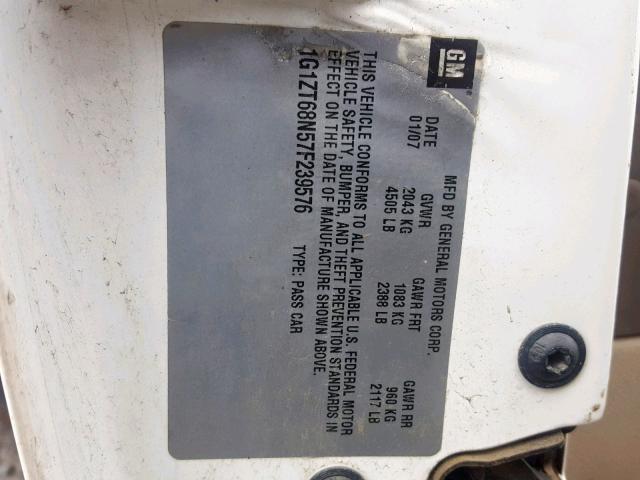 GM
MFD BY GENERAL MOTORS CORP.
DATE GVWR GAWR FRT GAWR RR
01/07 2043 KG 1083 KG 960 KG
4505 LB 2388 LB 2117 LB
THIS VEHICLE CONFORMS TO ALL APPLICABLE U.S. FEDERAL MOTOR
VEHICLE SAFETY, BUMPER, AND THEFT PREVENTION STANDARDS IN
EFFECT ON THE DATE OF MANUFACTURE SHOWN ABOVE.
1G1ZT68N57F239576 TYPE: PASS CAR